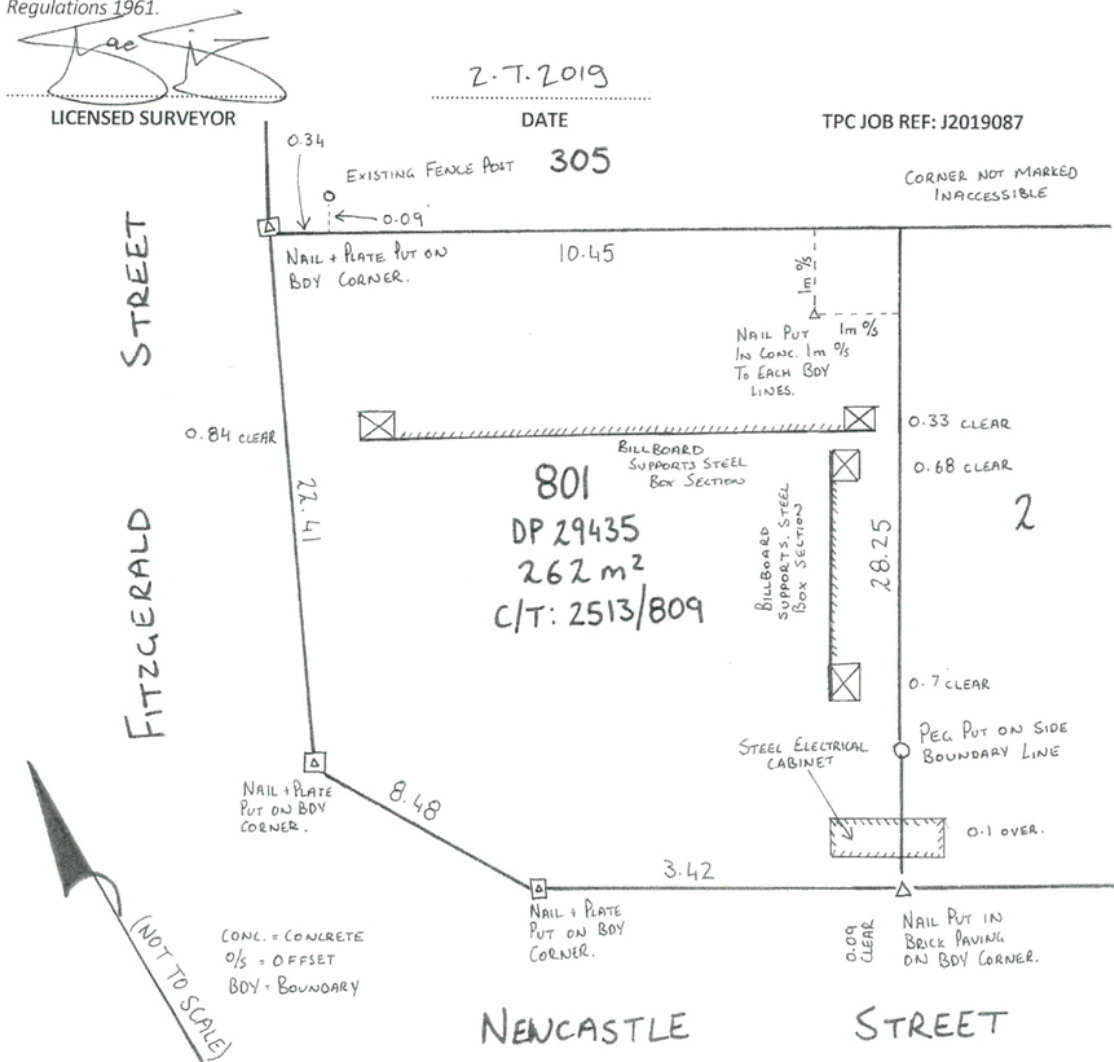 Regulations 1961.
2.7.2019
LICENSED SURVEYOR
DATE
TPC JOB REF: J2019087
0.34
EXISTING FENCE POST
305
CORNER NOT MARKED
INACCESSIBLE
0.09
NAIL + PLATE PUT ON
BDY CORNER.
10.45
1m O/S
1m O/S
NAIL PUT
IN CONC. 1m O/S
TO EACH BDY
LINES.
FITZGERALD STREET
0.84 CLEAR
0.33 CLEAR
BILLBOARD
SUPPORTS STEEL
BOX SECTION
0.68 CLEAR
22.41
801
DP 29435
262 m²
C/T: 2513/809
BILLBOARD
SUPPORTS. STEEL
BOX SECTION
28.25
2
0.7 CLEAR
PEG PUT ON SIDE
BOUNDARY LINE
STEEL ELECTRICAL
CABINET
NAIL + PLATE
PUT ON BDY
CORNER.
8.48
0.1 OVER.
3.42
NAIL + PLATE
PUT ON BDY
CORNER.
0.09
CLEAR
NAIL PUT IN
BRICK PAVING
ON BDY CORNER.
(NOT TO SCALE)
CONC. = CONCRETE
O/S = OFFSET
BDY = BOUNDARY
NEWCASTLE STREET